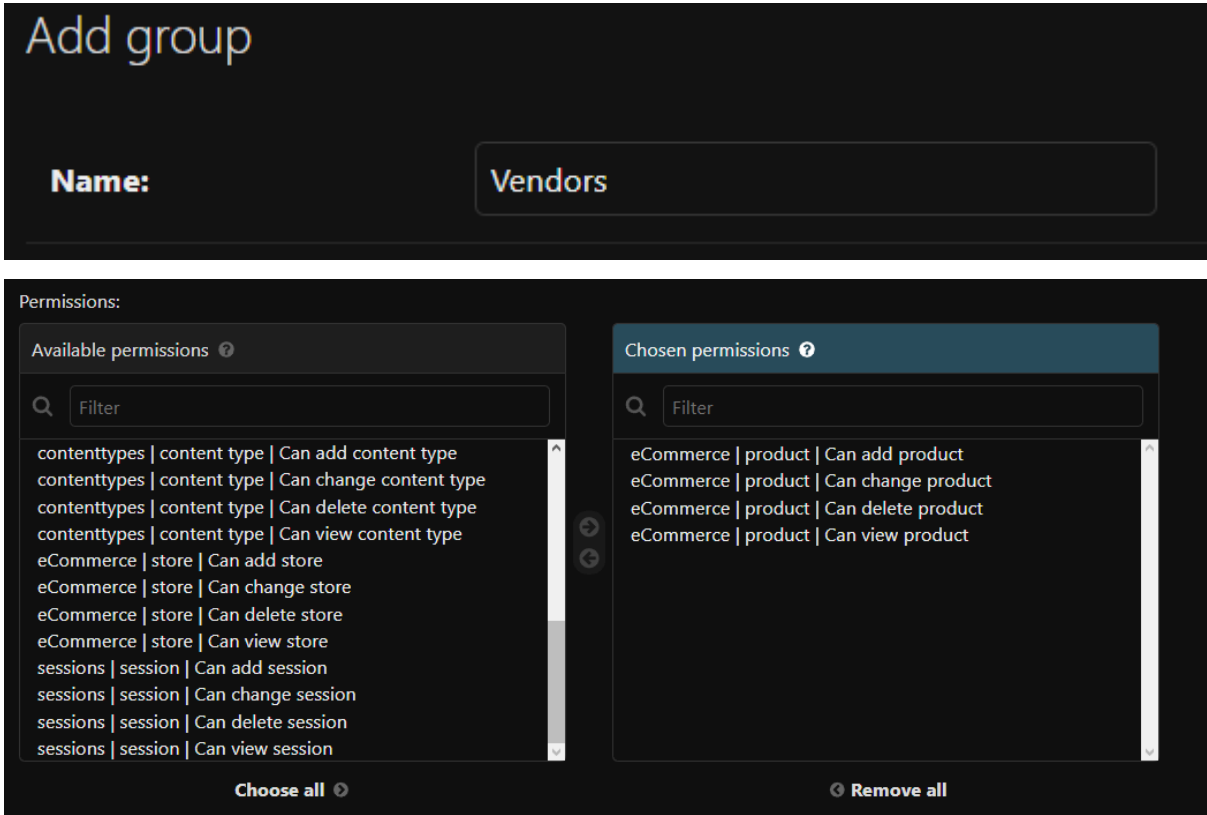 Add group
Name:
Vendors
Permissions:
Available permissions ?
Filter
contenttypes | content type | Can add content type
contenttypes | content type | Can change content type
contenttypes | content type | Can delete content type
contenttypes | content type | Can view content type
eCommerce | store | Can add store
eCommerce | store | Can change store
eCommerce | store | Can delete store
eCommerce | store | Can view store
sessions | session | Can add session
sessions | session | Can change session
sessions | session | Can delete session
sessions | session | Can view session
Choose all
Chosen permissions ?
Filter
eCommerce | product | Can add product
eCommerce | product | Can change product
eCommerce | product | Can delete product
eCommerce | product | Can view product
Remove all